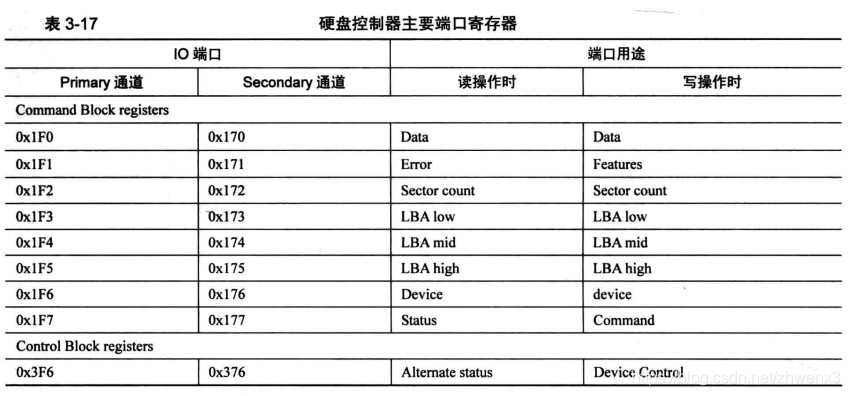 表 3-17 硬盘控制器主要端口寄存器
IO 端口 端口用途
Primary 通道 Secondary 通道 读操作时 写操作时
Command Block registers
0x1F0 0x170 Data Data
0x1F1 0x171 Error Features
0x1F2 0x172 Sector count Sector count
0x1F3 0x173 LBA low LBA low
0x1F4 0x174 LBA mid LBA mid
0x1F5 0x175 LBA high LBA high
0x1F6 0x176 Device device
0x1F7 0x177 Status Command
Control Block registers
0x3F6 0x376 Alternate status Device Control
https://blog.csdn.net/zhwenx3